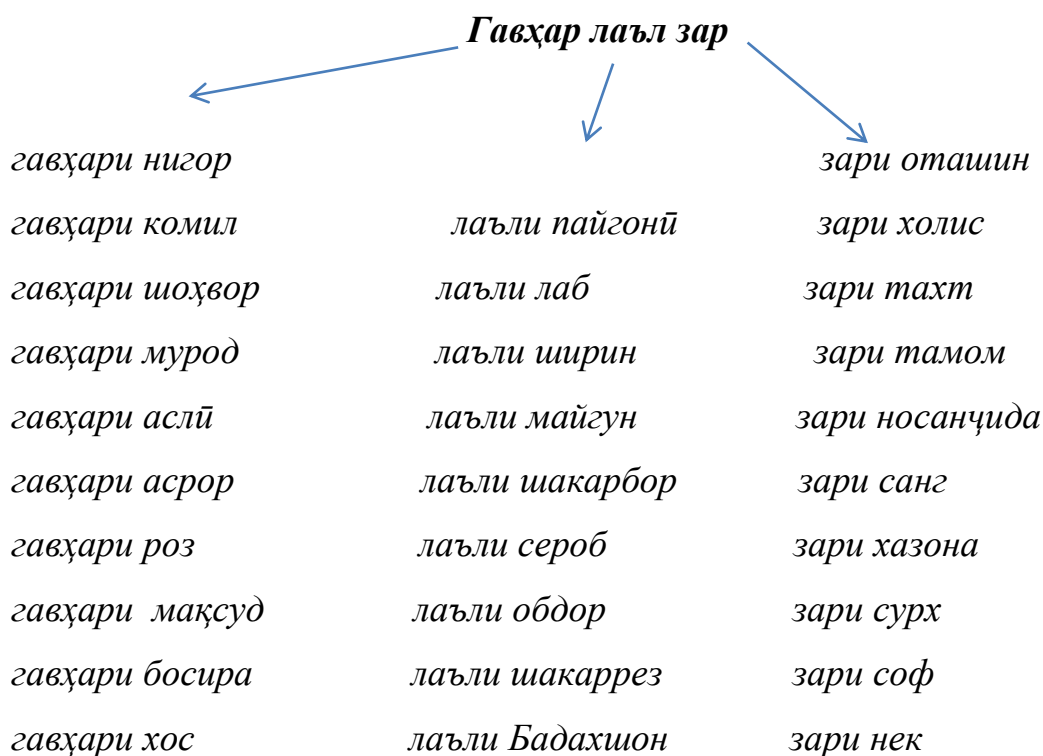 Гавҳар лаъл зар
гавҳари нигор зари оташин
гавҳари комил лаъли пайгонӣ зари холис
гавҳари шоҳвор лаъли лаб зари тахт
гавҳари мурод лаъли ширин зари тамом
гавҳари аслӣ лаъли майгун зари носанҷида
гавҳари асрор лаъли шакарбор зари санг
гавҳари роз лаъли сероб зари хазона
гавҳари мақсуд лаъли обдор зари сурх
гавҳари босира лаъли шакаррез зари соф
гавҳари хос лаъли Бадахшон зари нек